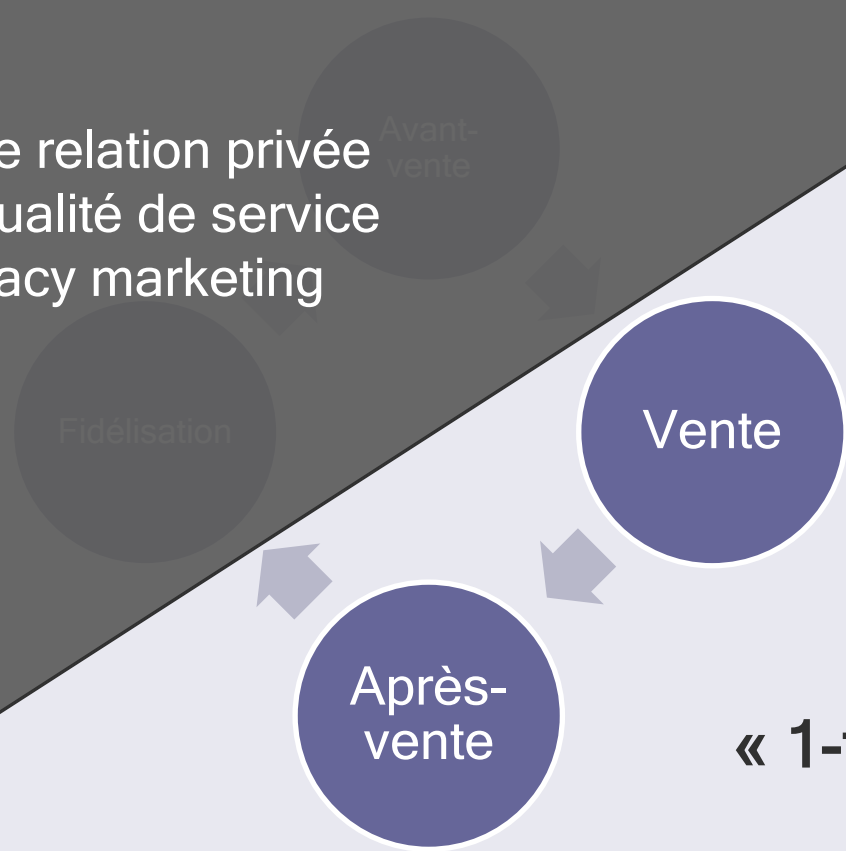 Avant-
vente
e relation privée
ualité de service
acy marketing
Fidélisation
Vente
Après-
vente
« 1-